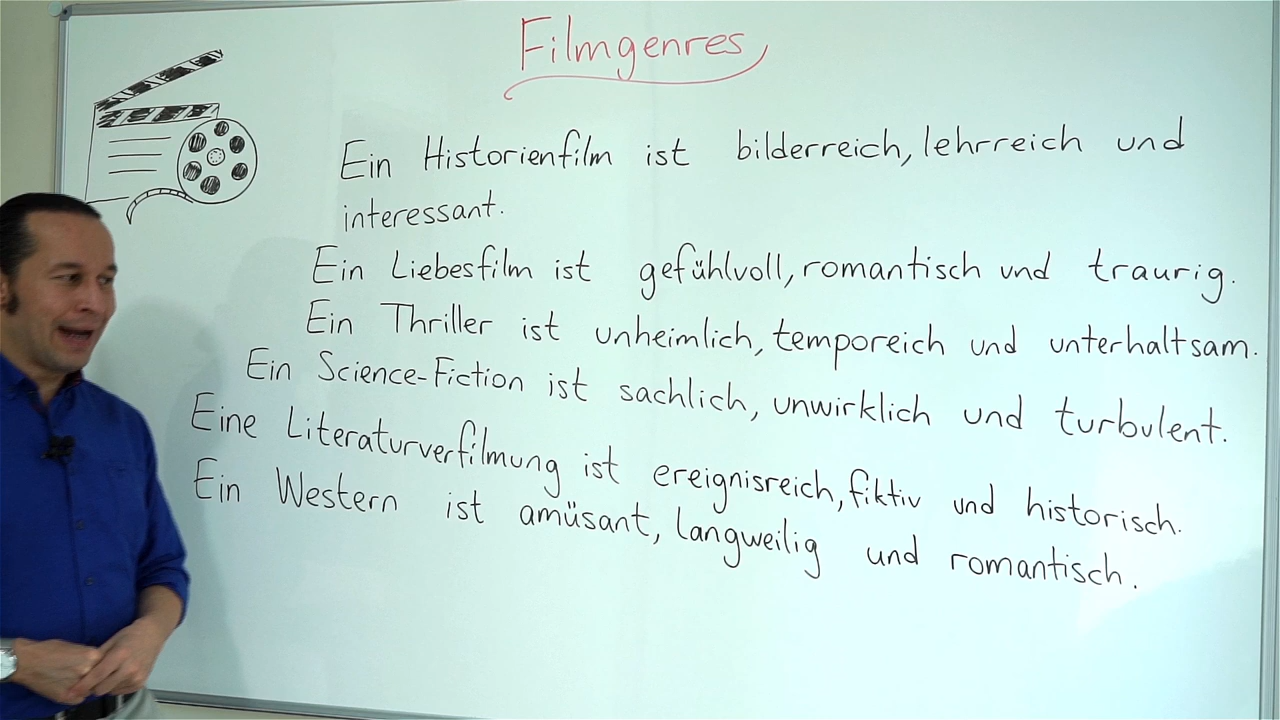 Filmgenres
Ein Historienfilm ist bilderreich, lehrreich und
interessant.
Ein Liebesfilm ist gefühlvoll, romantisch und traurig.
Ein Thriller ist unheimlich, temporeich und unterhaltsam.
Ein Science-Fiction ist sachlich, unwirklich und turbulent.
Eine Literaturverfilmung ist ereignisreich, fiktiv und historisch.
Ein Western ist amüsant, langweilig und romantisch.